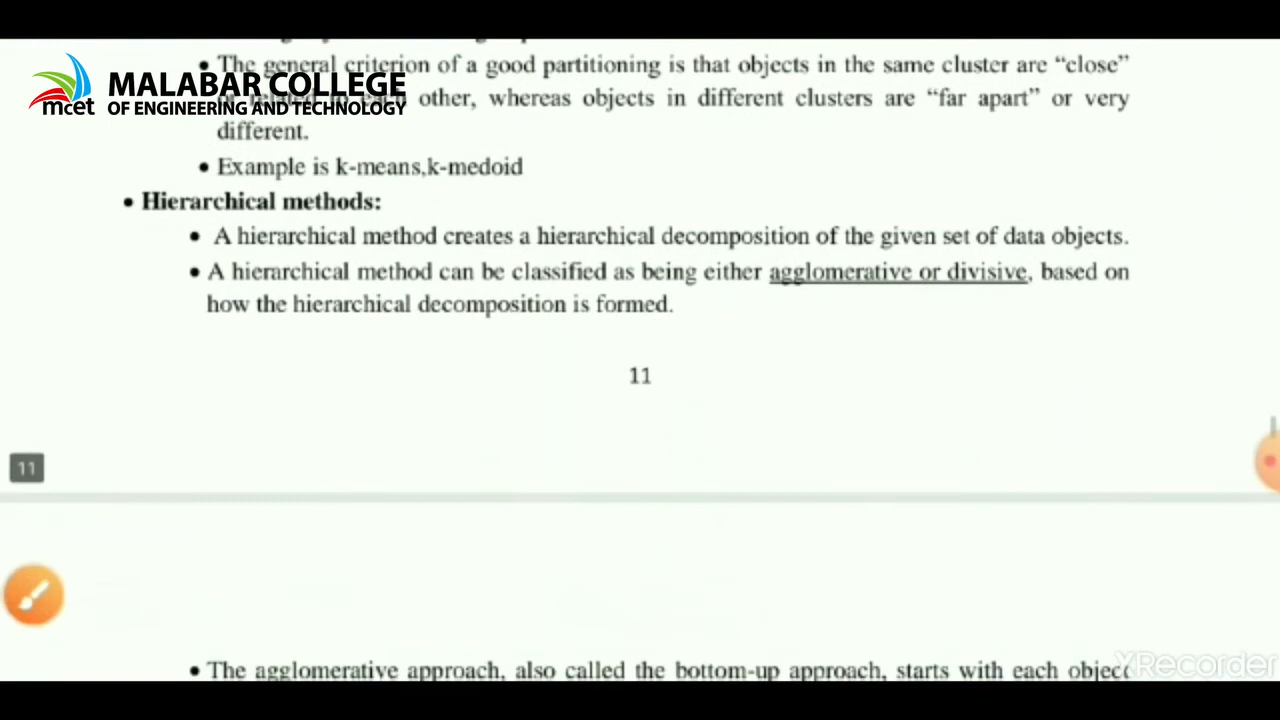 • The general criterion of a good partitioning is that objects in the same cluster are “close”
MALABAR COLLEGE
mcet OF ENGINEERING AND TECHNOLOGY
other, whereas objects in different clusters are “far apart” or very
different.
• Example is k-means,k-medoid
• Hierarchical methods:
• A hierarchical method creates a hierarchical decomposition of the given set of data objects.
• A hierarchical method can be classified as being either agglomerative or divisive, based on
how the hierarchical decomposition is formed.
11
11
• The agglomerative approach, also called the bottom-up approach, starts with each object
XRecorder